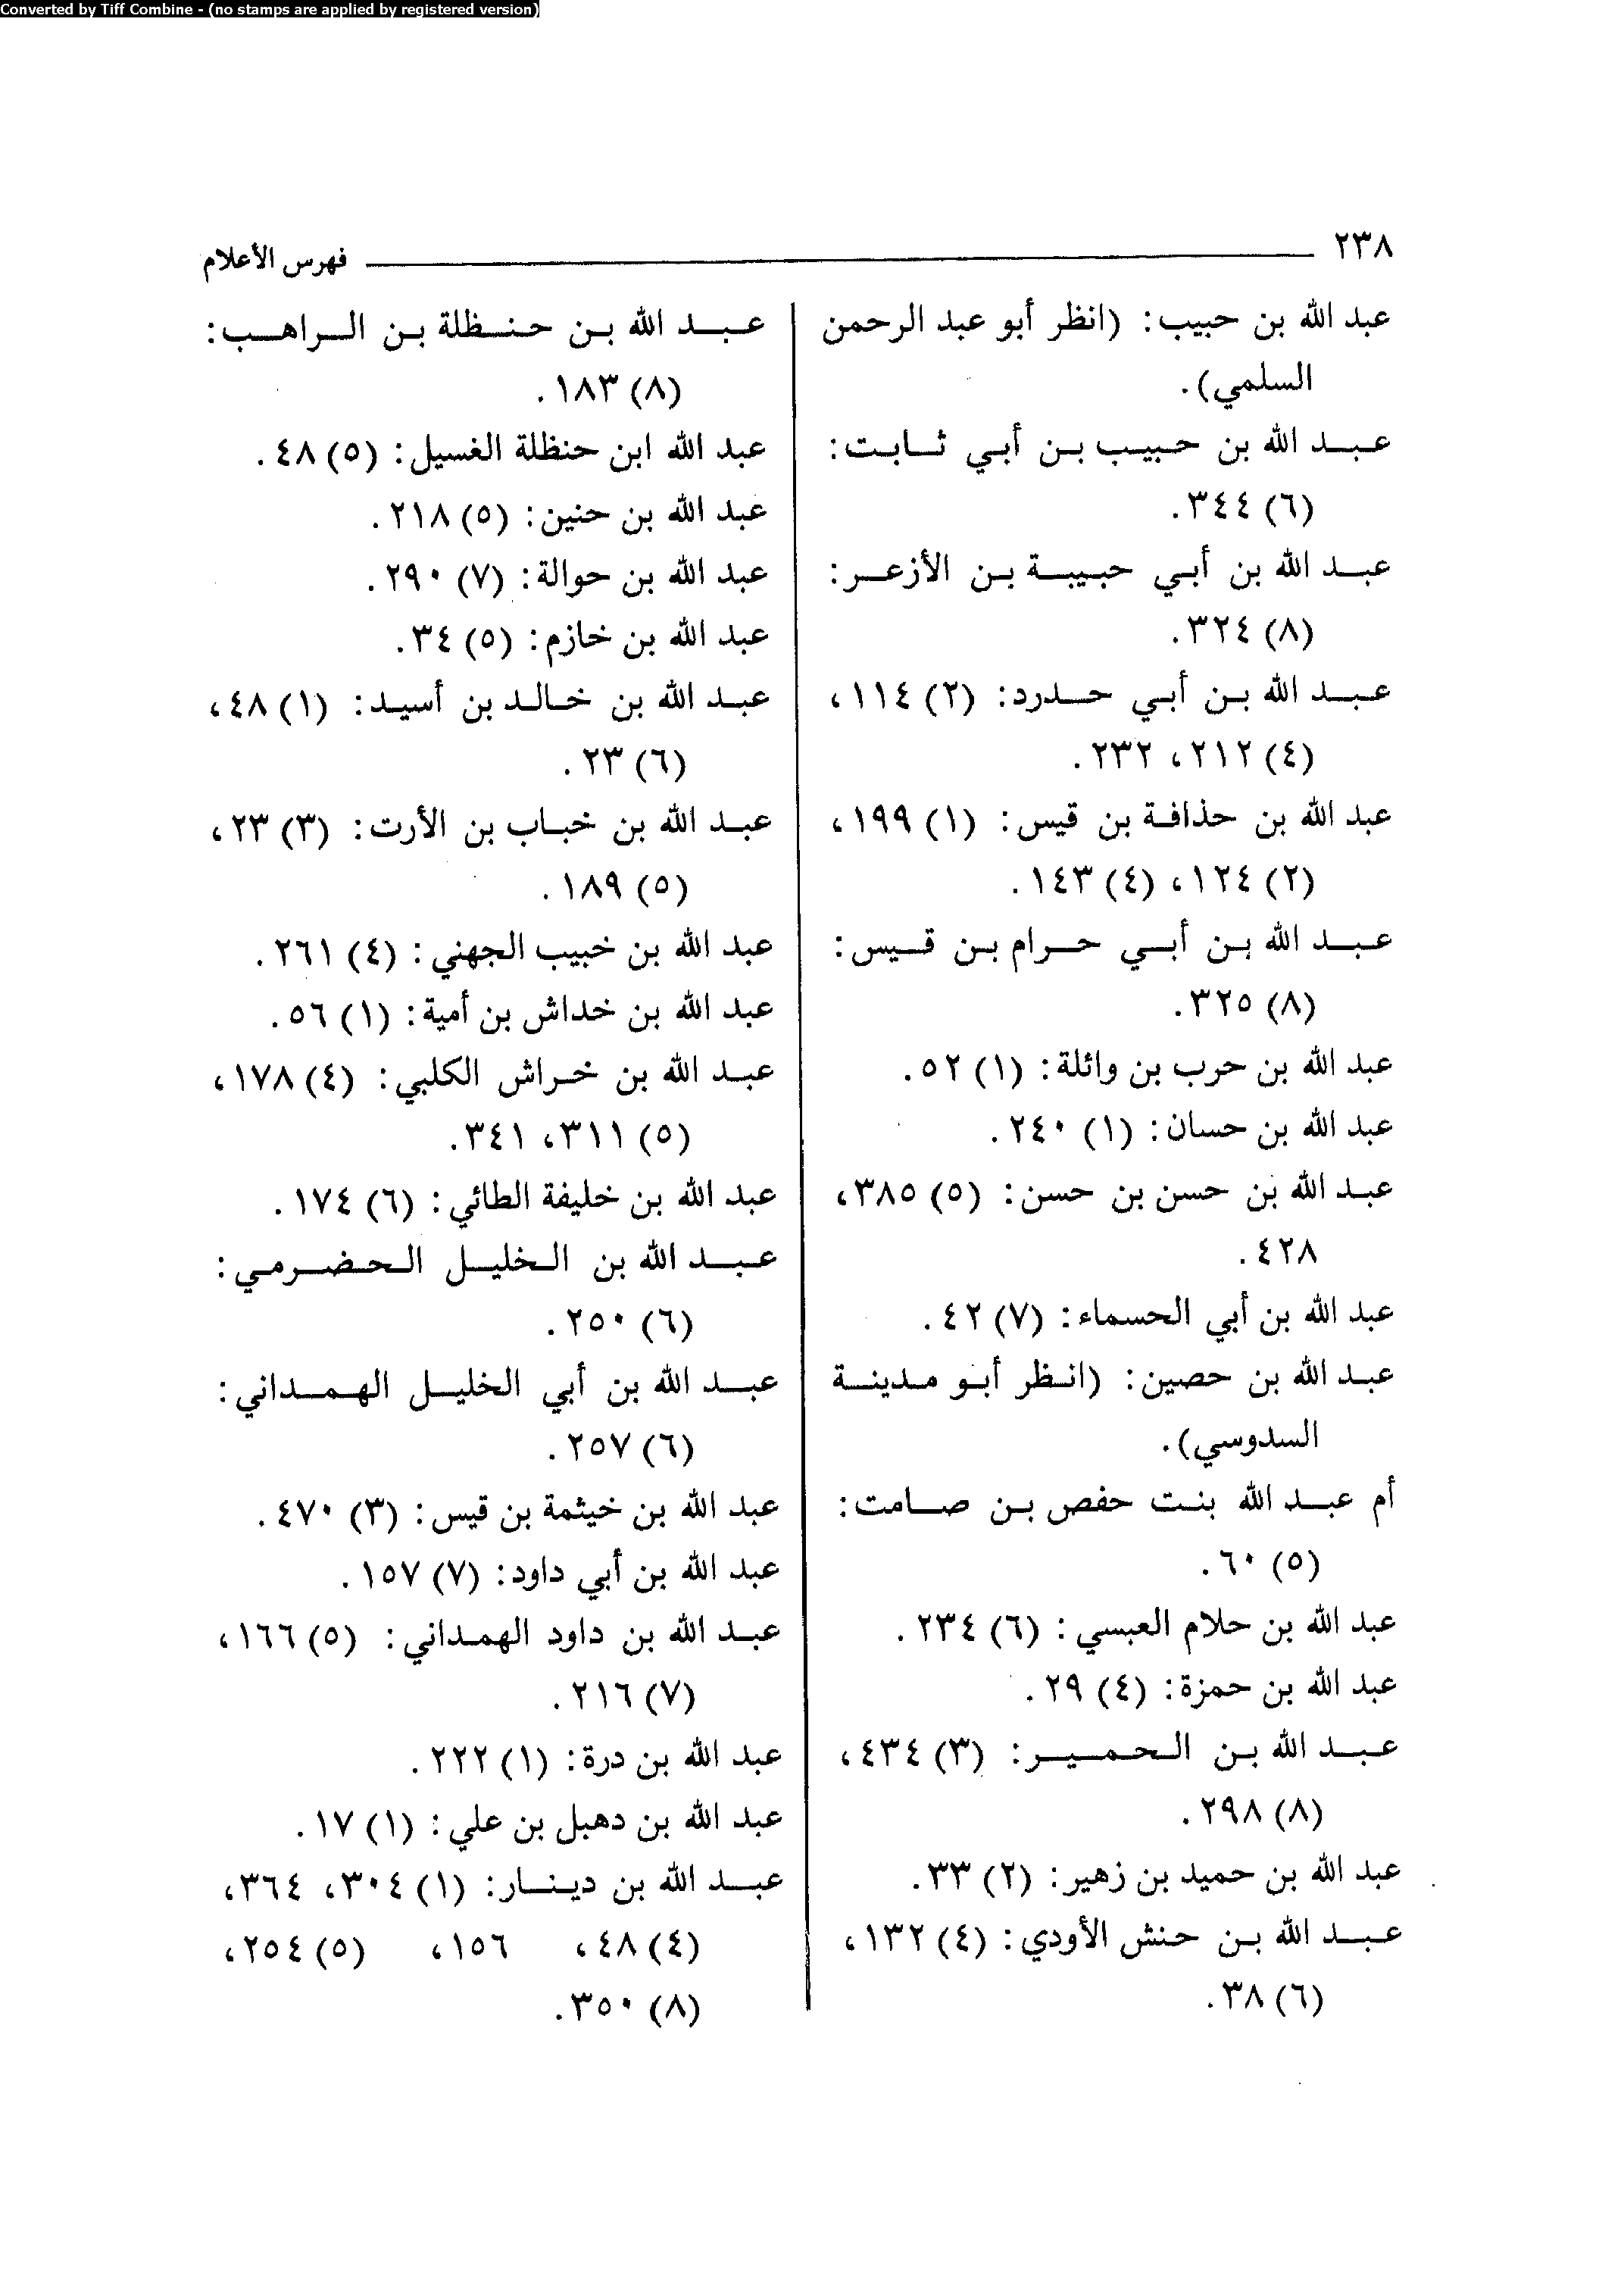 Converted by Tiff Combine - (no stamps are applied by registered version)
٢٣٨ فهرس الأعلام
عبد الله بن حبيب: (انظر أبو عبد الرحمن
السلمي).
عبد الله بن حبيب بن أبي ثابت:
(٦) ٣٤٤.
عبد الله بن أبي حبيبة بن الأزعر:
(٨) ٣٢٤.
عبد الله بن أبي حدرد: (٢) ١١٤،
(٤) ٢١٢، ٢٣٢.
عبد الله بن حذافة بن قيس: (١) ١٩٩،
(٢) ١٢٤، (٤) ١٤٣.
عبد الله بن أبي حرام بن قيس:
(٨) ٣٢٥.
عبد الله بن حرب بن وائلة: (١) ٥٢.
عبد الله بن حسان: (١) ٢٤٠.
عبد الله بن حسن بن حسن: (٥) ٣٨٥،
٤٢٨.
عبد الله بن أبي الحسماء: (٧) ٤٢.
عبد الله بن حصين: (انظر أبو مدينة
السدوسي).
أم عبد الله بنت حفص بن صامت:
(٥) ٦٠.
عبد الله بن حلام العبسي: (٦) ٢٣٤.
عبد الله بن حمزة: (٤) ٢٩.
عبد الله بن الحمير: (٣) ٤٣٤،
(٨) ٢٩٨.
عبد الله بن حميد بن زهير: (٢) ٣٣.
عبد الله بن حنش الأودي: (٤) ١٣٢،
(٦) ٣٨.
عبد الله بن حنظلة بن الراهب:
(٨) ١٨٣.
عبد الله ابن حنظلة الغسيل: (٥) ٤٨.
عبد الله بن حنين: (٥) ٢١٨.
عبد الله بن حوالة: (٧) ٢٩٠.
عبد الله بن خازم: (٥) ٣٤.
عبد الله بن خالد بن أسيد: (١) ٤٨،
(٦) ٢٣.
عبد الله بن خباب بن الأرت: (٣) ٢٣،
(٥) ١٨٩.
عبد الله بن خبيب الجهني: (٤) ٢٦١.
عبد الله بن خداش بن أمية: (١) ٥٦.
عبد الله بن خراش الكلبي: (٤) ١٧٨،
(٥) ٣١١، ٣٤١.
عبد الله بن خليفة الطائي: (٦) ١٧٤.
عبد الله بن الخليل الحضرمي:
(٦) ٢٥٠.
عبد الله بن أبي الخليل الهمداني:
(٦) ٢٥٧.
عبد الله بن خيثمة بن قيس: (٣) ٤٧٠.
عبد الله بن أبي داود: (٧) ١٥٧.
عبد الله بن داود الهمداني: (٥) ١٦٦،
(٧) ٢١٦.
عبد الله بن درة: (١) ٢٢٢.
عبد الله بن دهبل بن علي: (١) ١٧.
عبد الله بن دينار: (١) ٣٠٤، ٣٦٤،
(٤) ٤٨، ١٥٦، (٥) ٢٥٤،
(٨) ٣٥٠.